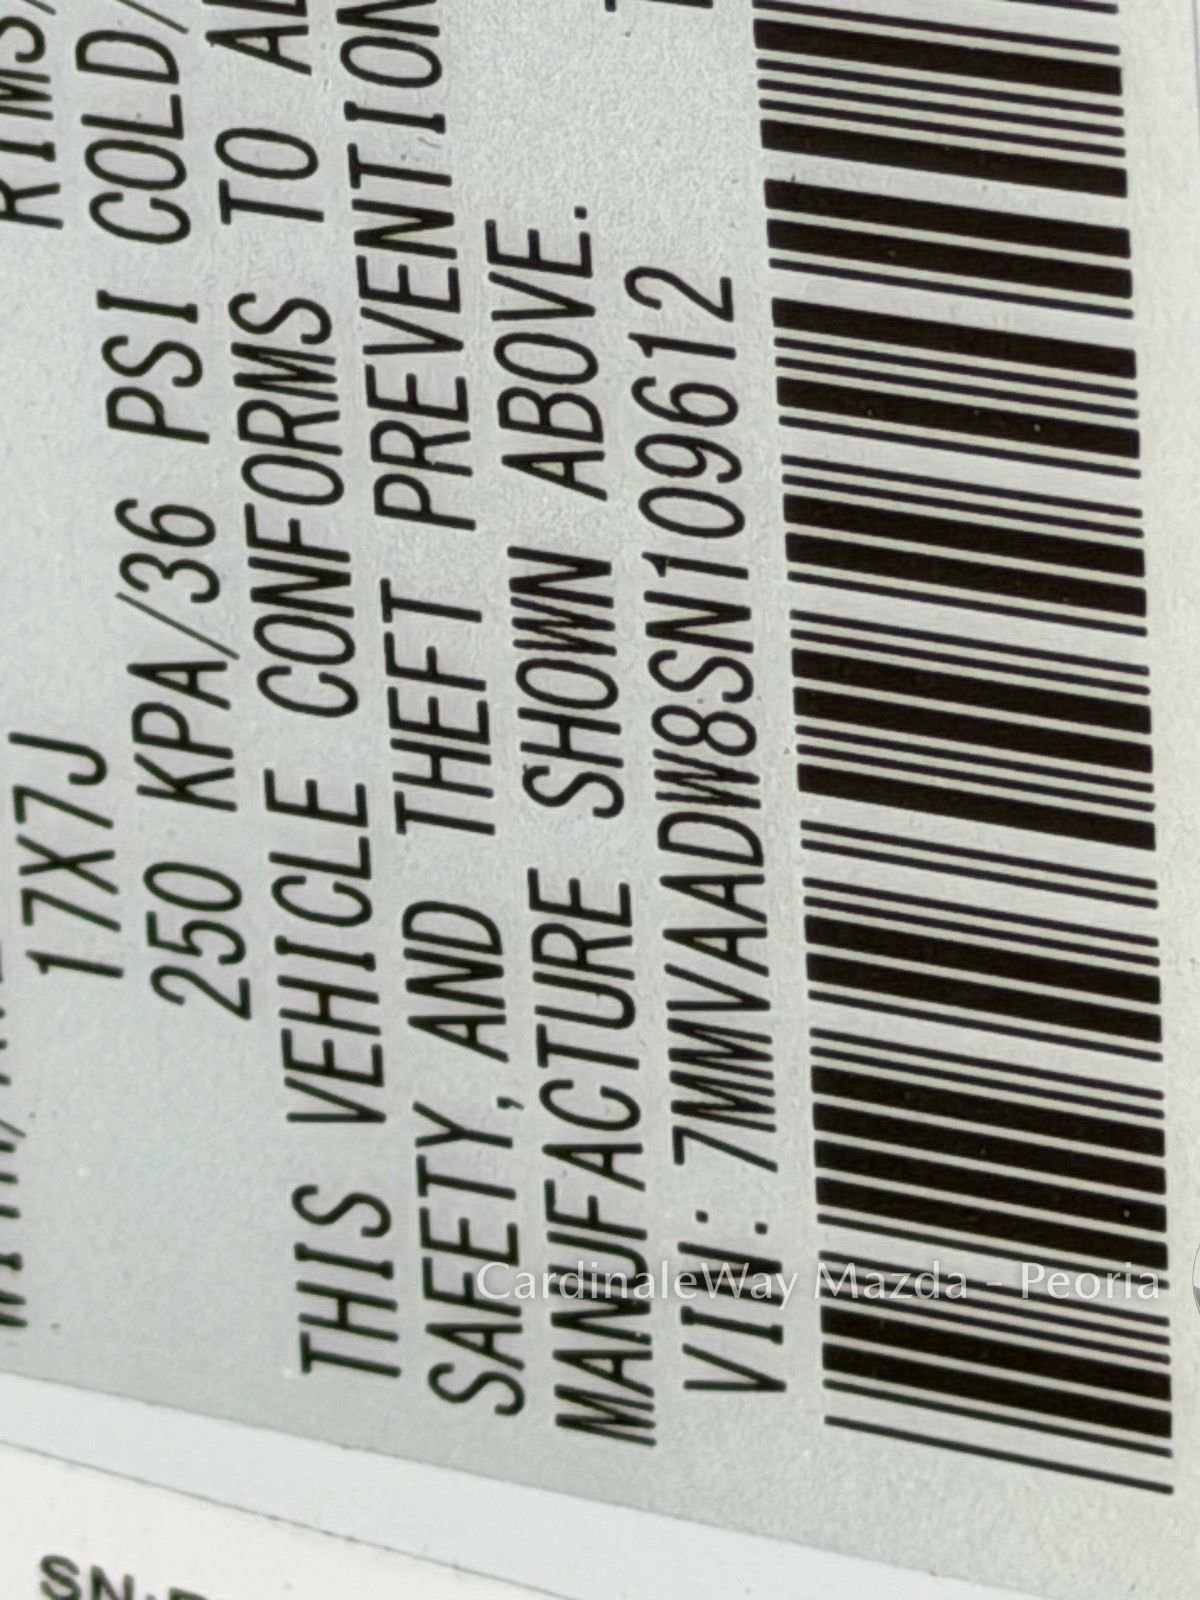 17X7J
250 KPA/36 PSI COLD/
THIS VEHICLE CONFORMS TO
SAFETY, AND THEFT PREVENTION
MANUFACTURE SHOWN ABOVE.
VIN: 7MMVAADW8SN109612
CardinaleWay Mazda - Peoria